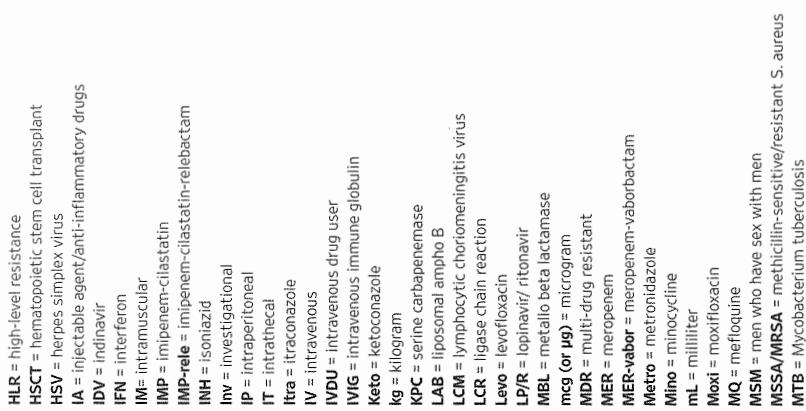 HLR = high-level resistance
HSCT = hematopoietic stem cell transplant
HSV = herpes simplex virus
IA = injectable agent/anti-inflammatory drugs
IDV = indinavir
IFN = interferon
IM= intramuscular
IMP = imipenem-cilastatin
IMP-rele = imipenem-cilastatin-relebactam
INH = isoniazid
Inv = investigational
IP = intraperitoneal
IT = intrathecal
Itra = itraconazole
IV = intravenous
IVDU = intravenous drug user
IVIG = intravenous immune globulin
Keto = ketoconazole
kg = kilogram
KPC = serine carbapenemase
LAB = liposomal ampho B
LCM = lymphocytic choriomeningitis virus
LCR = ligase chain reaction
Levo = levofloxacin
LP/R = lopinavir/ ritonavir
MBL = metallo beta lactamase
mcg (or µg) = microgram
MDR = multi-drug resistant
MER = meropenem
MER-vabor = meropenem-vaborbactam
Metro = metronidazole
Mino = minocycline
mL = milliliter
Moxi = moxifloxacin
MQ = mefloquine
MSM = men who have sex with men
MSSA/MRSA = methicillin-sensitive/resistant S. aureus
MTB = Mycobacterium tuberculosis